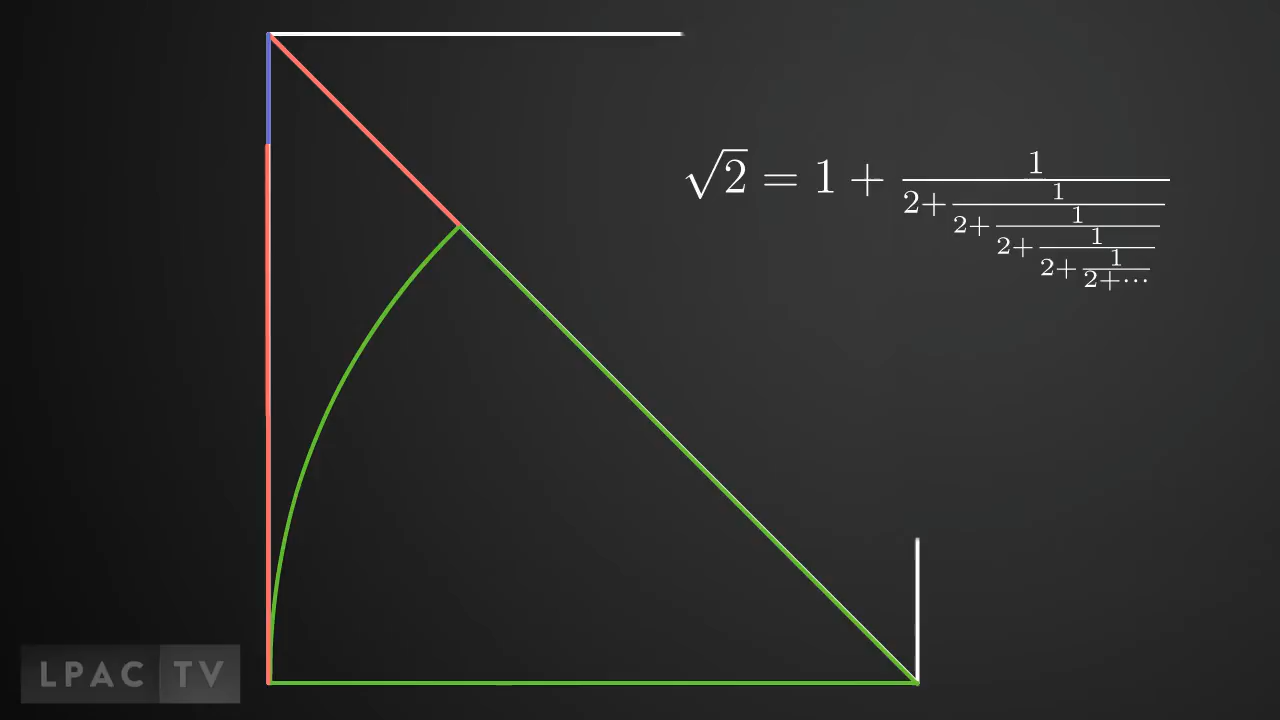 √2 = 1 + 1/(2+1/(2+1/(2+1/(2+1/(2+⋯)))))
LPAC TV